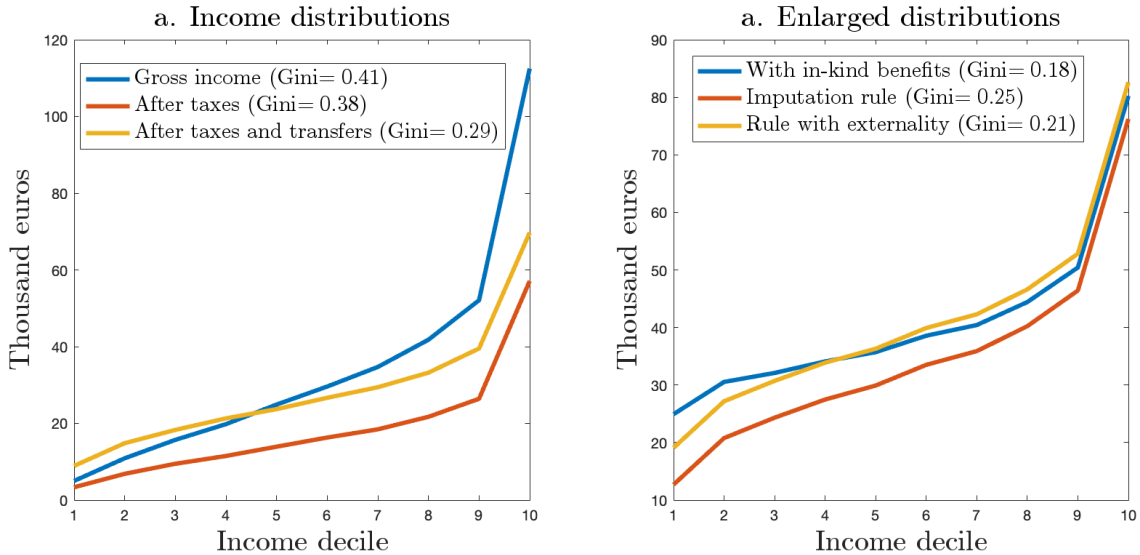 a. Income distributions
120
100
80
60
40
20
0
Thousand euros
Gross income (Gini= 0.41)
After taxes (Gini= 0.38)
After taxes and transfers (Gini= 0.29)
1 2 3 4 5 6 7 8 9 10
Income decile
a. Enlarged distributions
90
80
70
60
50
40
30
20
10
Thousand euros
With in-kind benefits (Gini= 0.18)
Imputation rule (Gini= 0.25)
Rule with externality (Gini= 0.21)
1 2 3 4 5 6 7 8 9 10
Income decile